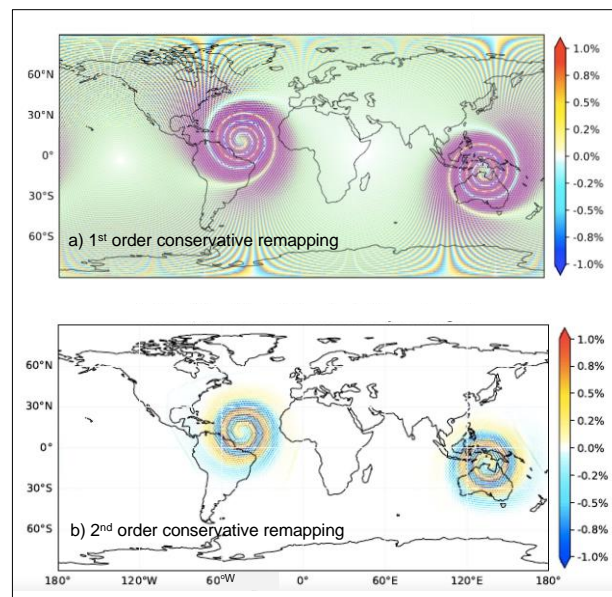 60°N
30°N
0°
30°S
60°S
a) 1st order conservative remapping
1.0%
0.8%
0.5%
0.2%
0.0%
-0.2%
-0.5%
-0.8%
-1.0%
60°N
30°N
0°
30°S
60°S
b) 2nd order conservative remapping
180° 120°W 60°W 0° 60°E 120°E 180°
1.0%
0.8%
0.5%
0.2%
0.0%
-0.2%
-0.5%
-0.8%
-1.0%